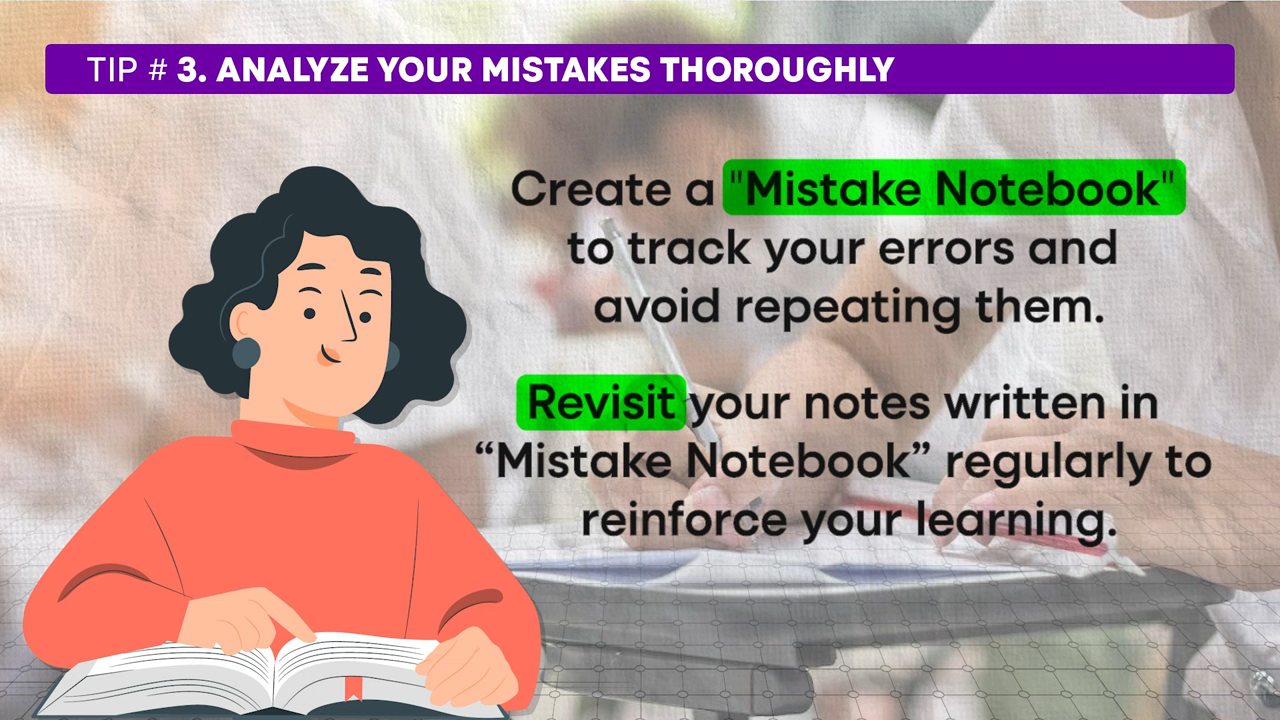 TIP # 3. ANALYZE YOUR MISTAKES THOROUGHLY
Create a "Mistake Notebook"
to track your errors and
avoid repeating them.
Revisit your notes written in
“Mistake Notebook” regularly to
reinforce your learning.